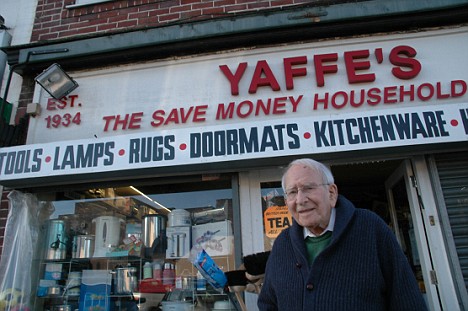 YAFFE'S
EST.
1934
THE SAVE MONEY HOUSEHOLD
TOOLS • LAMPS • RUGS • DOORMATS • KITCHENWARE •
TEA